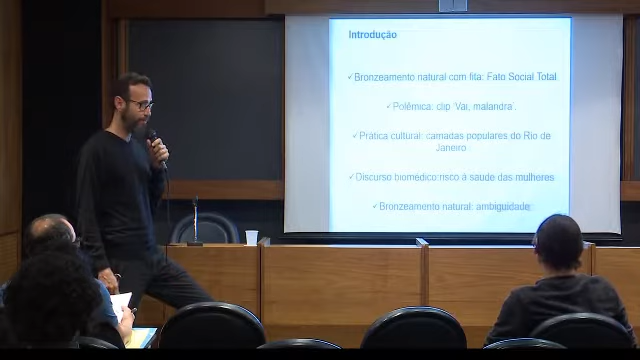 Introdução
✓Bronzeamento natural com fita: Fato Social Total
✓Polêmica: clip 'Vai, malandra'.
✓Prática cultural: camadas populares do Rio de
Janeiro
✓Discurso biomédico:risco à saúde das mulheres
✓Bronzeamento natural: ambiguidade